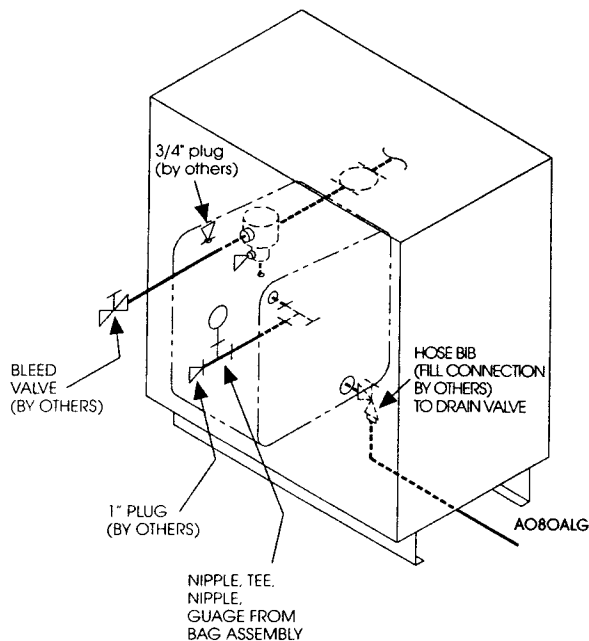 3/4" plug
(by others)
BLEED
VALVE
(BY OTHERS)
HOSE BIB
(FILL CONNECTION
BY OTHERS)
TO DRAIN VALVE
1" PLUG
(BY OTHERS)
AO8OALG
NIPPLE, TEE,
NIPPLE,
GUAGE FROM
BAG ASSEMBLY